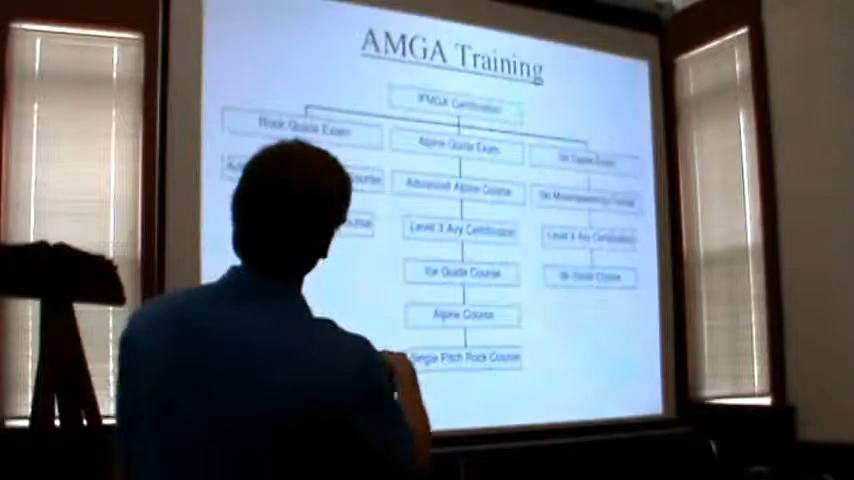 AMGA Training
IFMGA Certification
Rock Guide Exam
Alpine Guide Exam
Ski Guide Exam
Course
Advanced Alpine Course
Ski Mountaineering Course
Course
Level 3 Avy Certification
Level 3 Avy Certification
Ice Guide Course
Ski Guide Course
Alpine Course
Single Pitch Rock Course